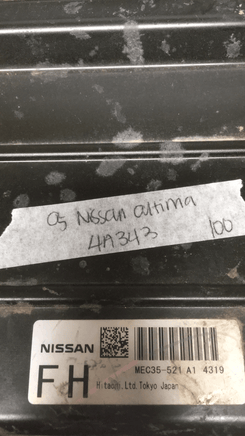 05 Nissan altima
4A343 100
NISSAN
MEC35-521 A1 4319
FH
Hitachi, Ltd. Tokyo Japan